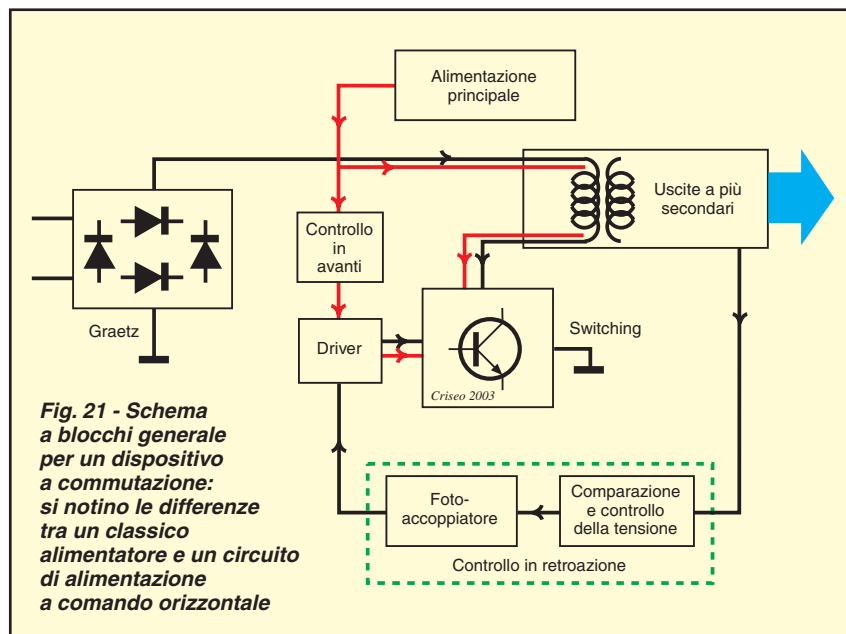 Alimentazione
principale
Uscite a più
secondari
Controllo
in
avanti
Graetz
Driver
Switching
Criseo 2003
Fig. 21 - Schema
a blocchi generale
per un dispositivo
a commutazione:
si notino le differenze
tra un classico
alimentatore e un circuito
di alimentazione
a comando orizzontale
Foto-
accoppiatore
Comparazione
e controllo
della tensione
Controllo in retroazione